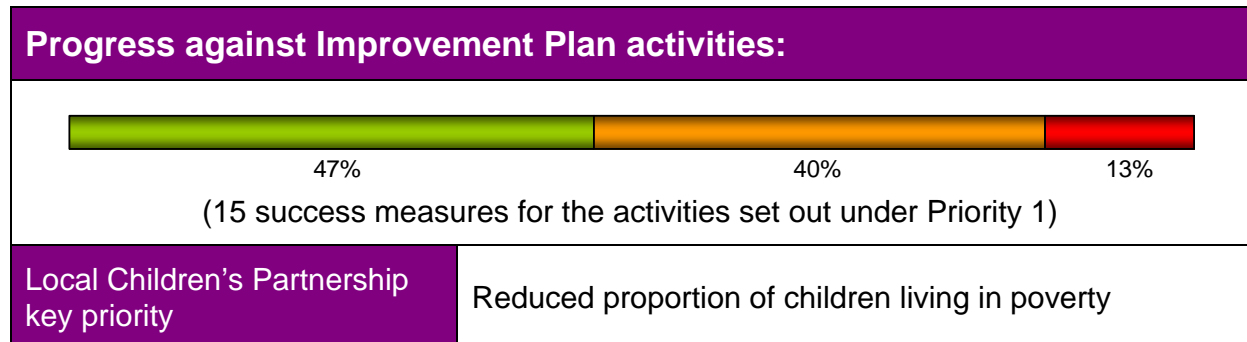 Progress against Improvement Plan activities:
47% 40% 13%
(15 success measures for the activities set out under Priority 1)
Local Children’s Partnership
key priority
Reduced proportion of children living in poverty